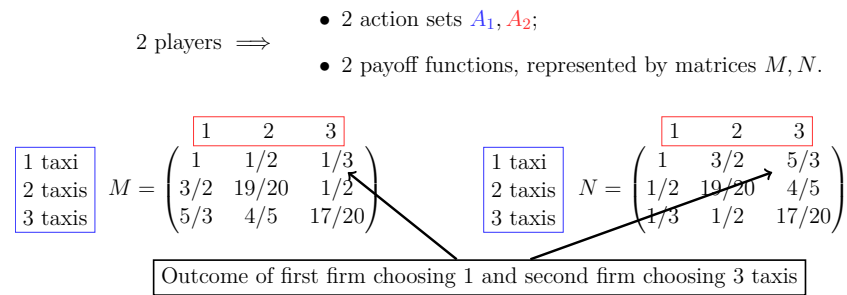 2 players ⟹
• 2 action sets A₁, A₂;
• 2 payoff functions, represented by matrices M, N.
1 2 3
1 taxi
2 taxis
3 taxis
M =
1 1/2 1/3
3/2 19/20 1/2
5/3 4/5 17/20
1 2 3
1 taxi
2 taxis
3 taxis
N =
1 3/2 5/3
1/2 19/20 4/5
1/3 1/2 17/20
Outcome of first firm choosing 1 and second firm choosing 3 taxis